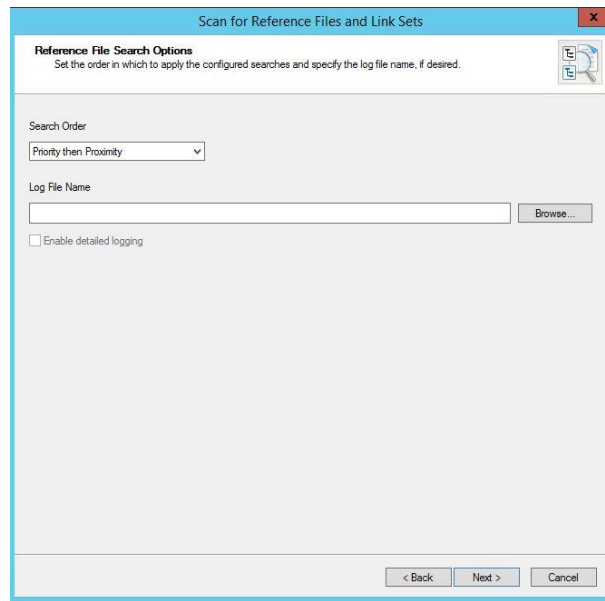 Scan for Reference Files and Link Sets
x
Reference File Search Options
Set the order in which to apply the configured searches and specify the log file name, if desired.
Search Order
Priority then Proximity
Log File Name
Browse...
Enable detailed logging
< Back Next > Cancel